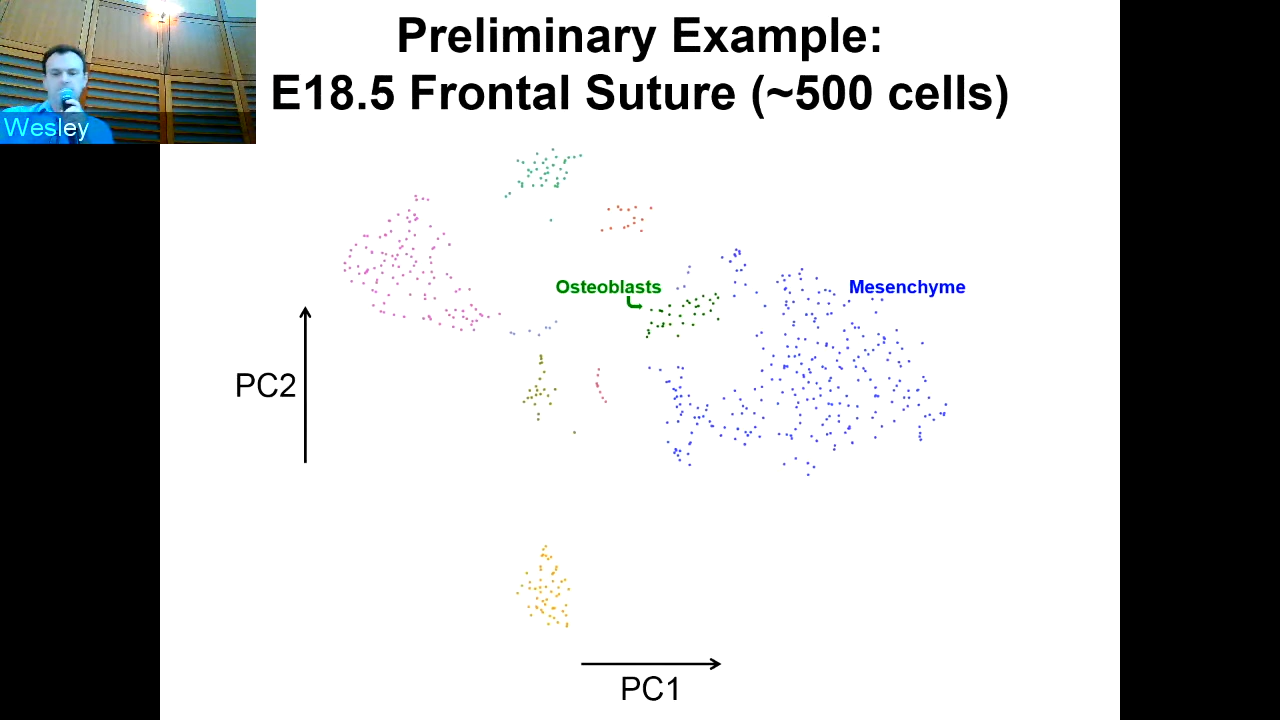 Preliminary Example:
E18.5 Frontal Suture (~500 cells)
Wesley
Osteoblasts
Mesenchyme
PC2
PC1